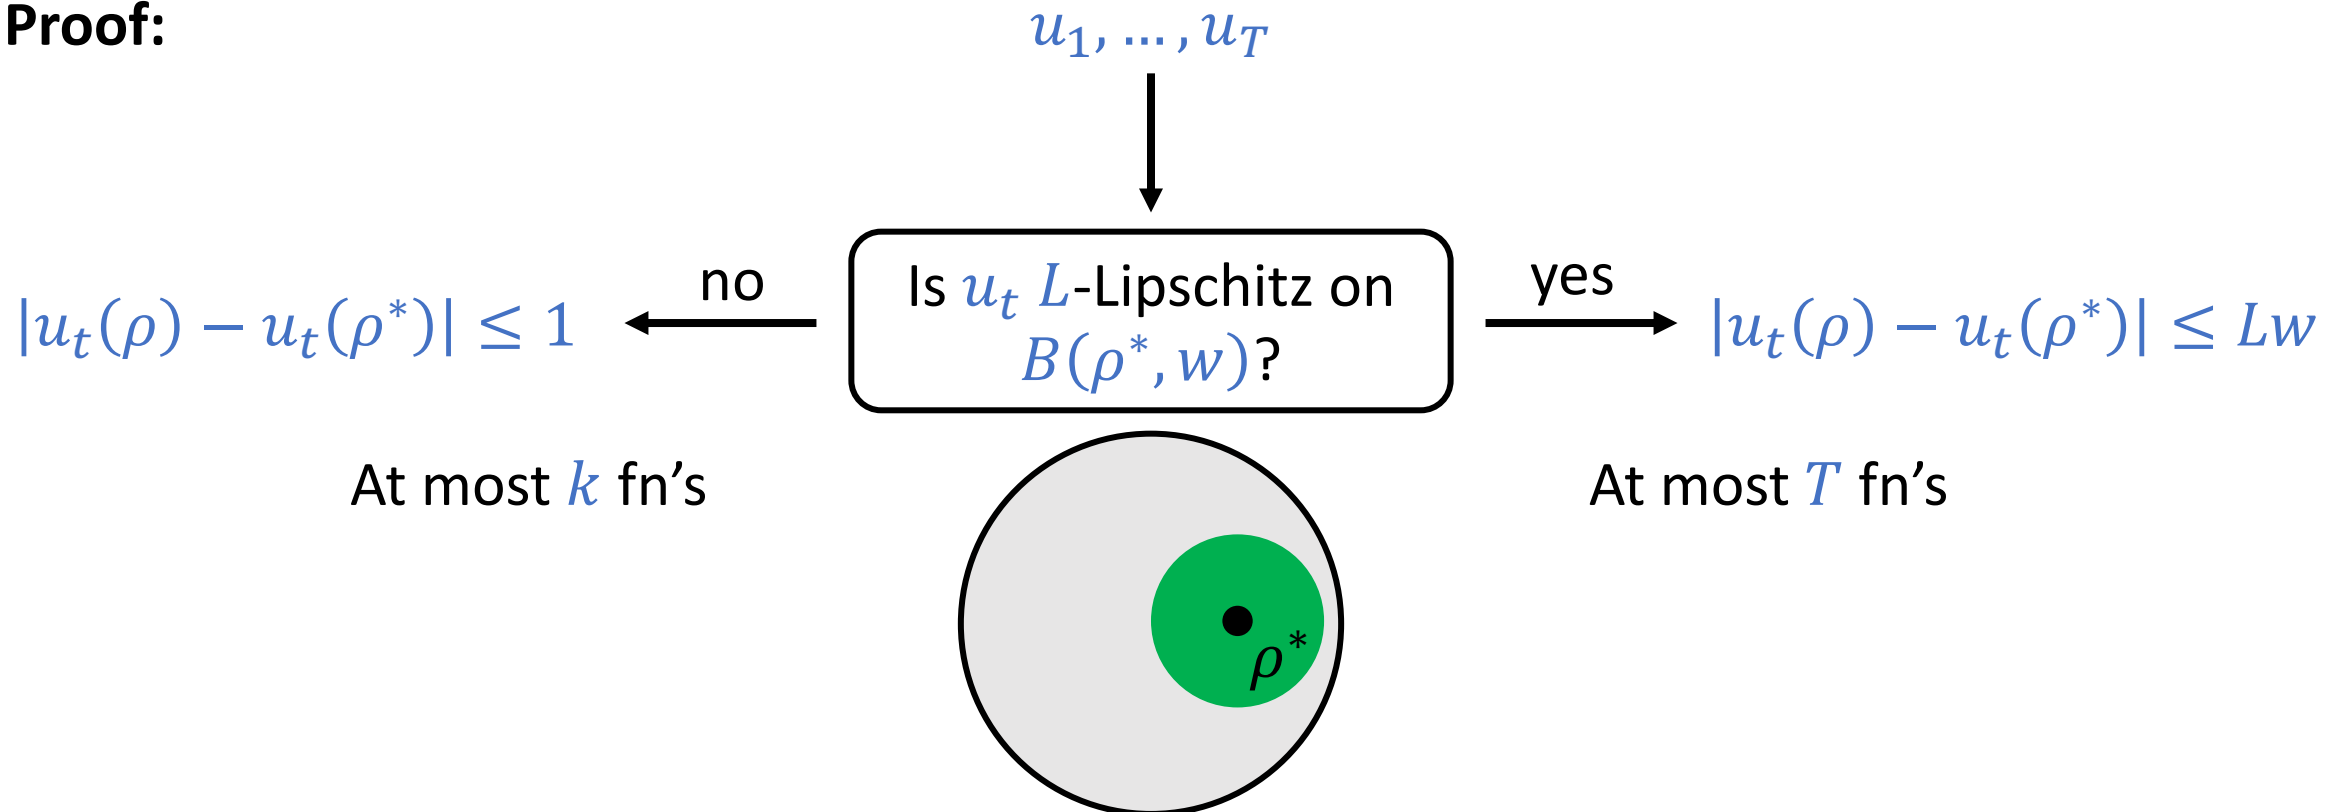 Proof:
u₁, … , u_T
no
Is u_t L-Lipschitz on
B(ρ*, w)?
yes
|u_t(ρ) − u_t(ρ*)| ≤ 1
|u_t(ρ) − u_t(ρ*)| ≤ Lw
At most k fn’s
At most T fn’s
ρ*